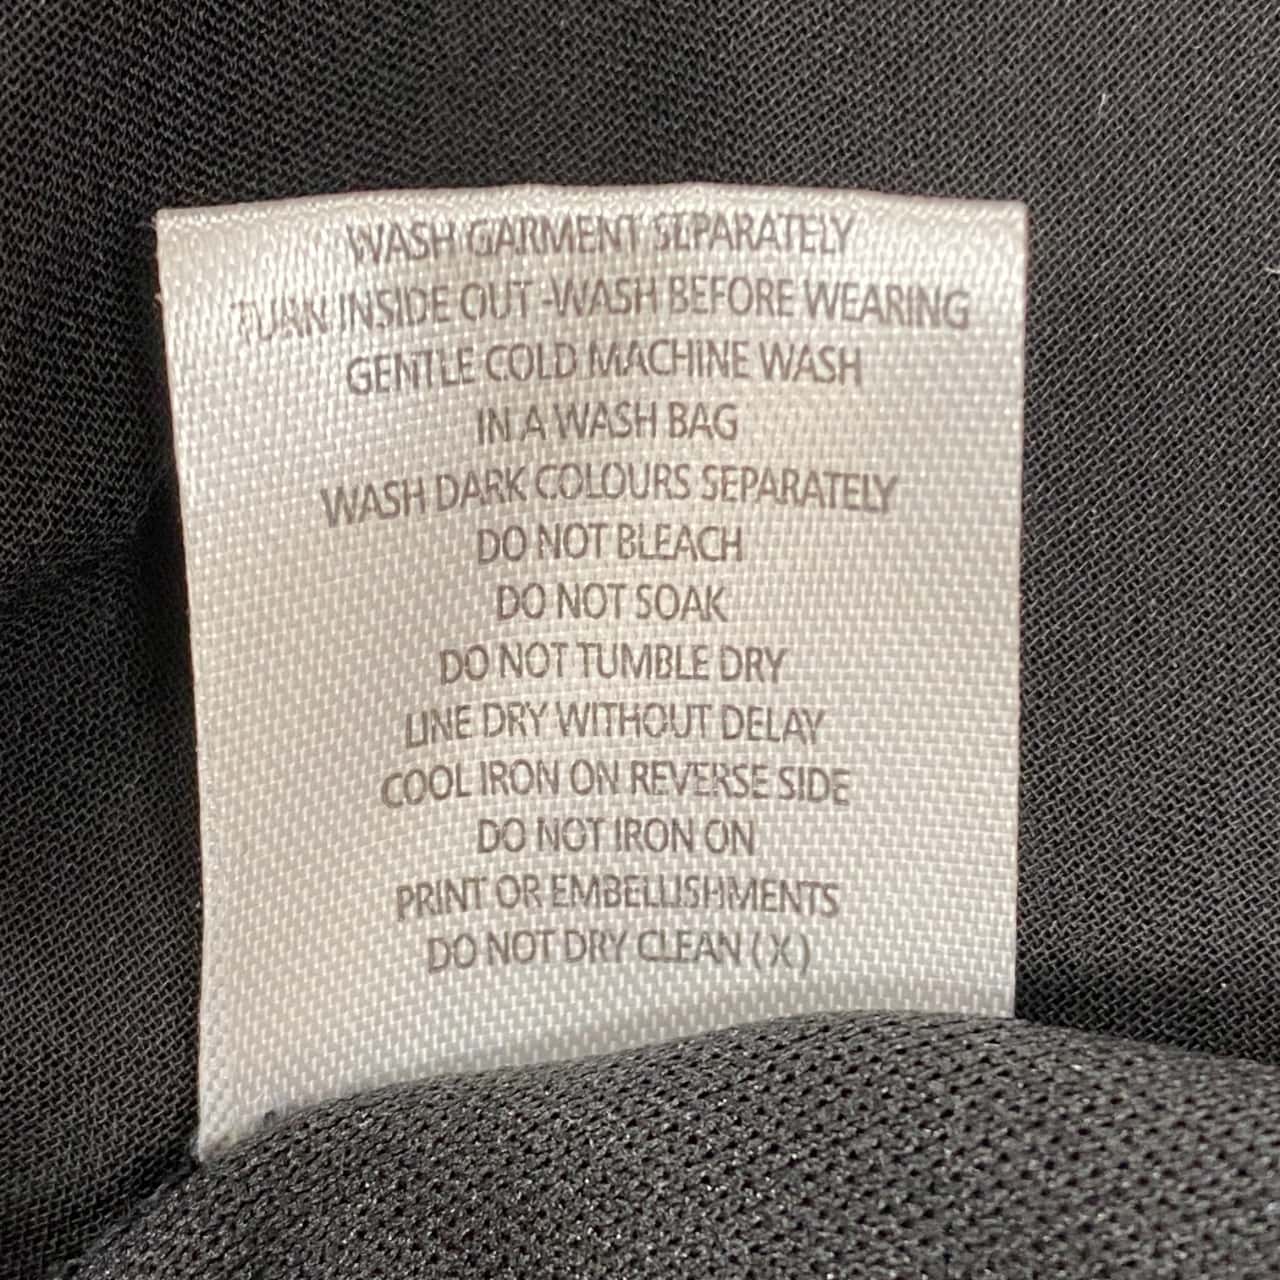 WASH GARMENT SEPARATELY
TURN INSIDE OUT -WASH BEFORE WEARING
GENTLE COLD MACHINE WASH
IN A WASH BAG
WASH DARK COLOURS SEPARATELY
DO NOT BLEACH
DO NOT SOAK
DO NOT TUMBLE DRY
LINE DRY WITHOUT DELAY
COOL IRON ON REVERSE SIDE
DO NOT IRON ON
PRINT OR EMBELLISHMENTS
DO NOT DRY CLEAN (X)